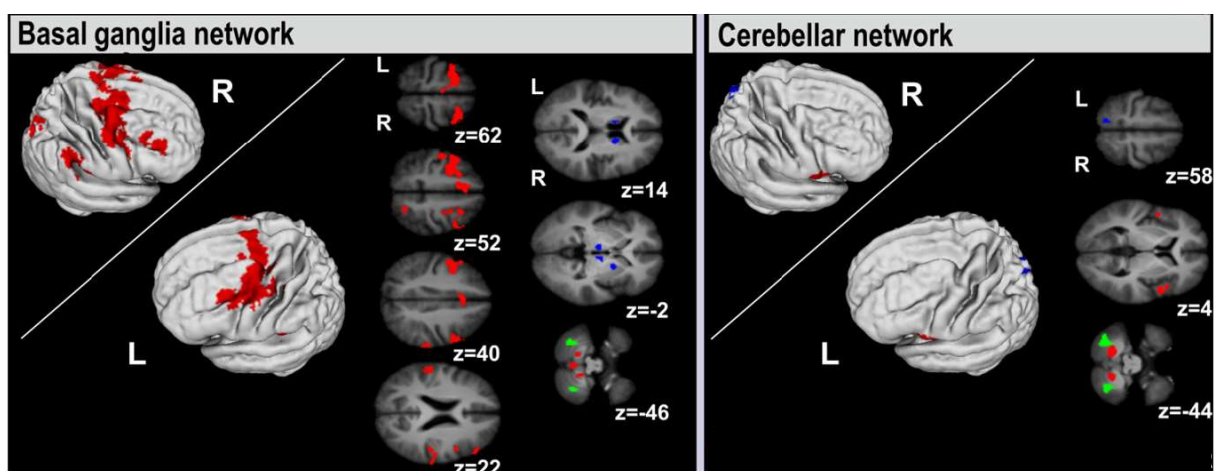 Basal ganglia network
R
L
L
R
z=62
z=52
z=40
z=22
L
R
z=14
z=-2
z=-46
Cerebellar network
R
L
L
R
z=58
z=4
z=-44